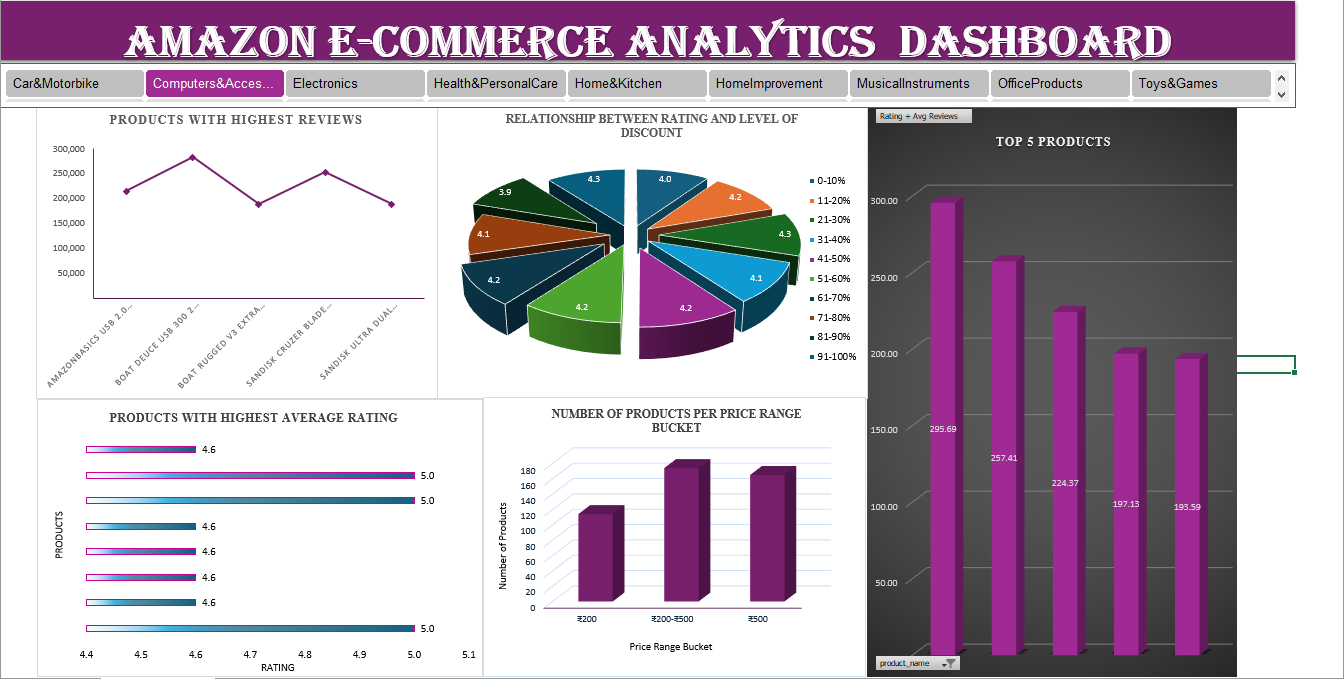 AMAZON E-COMMERCE ANALYTICS DASHBOARD
Car&Motorbike
Computers&Acces...
Electronics
Health&PersonalCare
Home&Kitchen
HomeImprovement
MusicalInstruments
OfficeProducts
Toys&Games
PRODUCTS WITH HIGHEST REVIEWS
300,000
250,000
200,000
150,000
100,000
50,000
AMAZONBASICS USB 2.0...
BOAT DEUCE USB 300 2...
BOAT RUGGED V3 EXTRA...
SANDISK CRUZER BLADE...
SANDISK ULTRA DUAL...
RELATIONSHIP BETWEEN RATING AND LEVEL OF
DISCOUNT
4.0
4.2
4.3
4.1
4.2
4.2
4.2
4.1
3.9
4.3
0-10%
11-20%
21-30%
31-40%
41-50%
51-60%
61-70%
71-80%
81-90%
91-100%
Rating + Avg Reviews
TOP 5 PRODUCTS
300.00
250.00
200.00
150.00
100.00
50.00
295.69
257.41
224.37
197.13
193.59
product_name
PRODUCTS WITH HIGHEST AVERAGE RATING
PRODUCTS
4.6
5.0
5.0
4.6
4.6
4.6
4.6
5.0
4.4 4.5 4.6 4.7 4.8 4.9 5.0 5.1
RATING
NUMBER OF PRODUCTS PER PRICE RANGE
BUCKET
Number of Products
180
160
140
120
100
80
60
40
20
0
₹200 ₹200-₹500 ₹500
Price Range Bucket